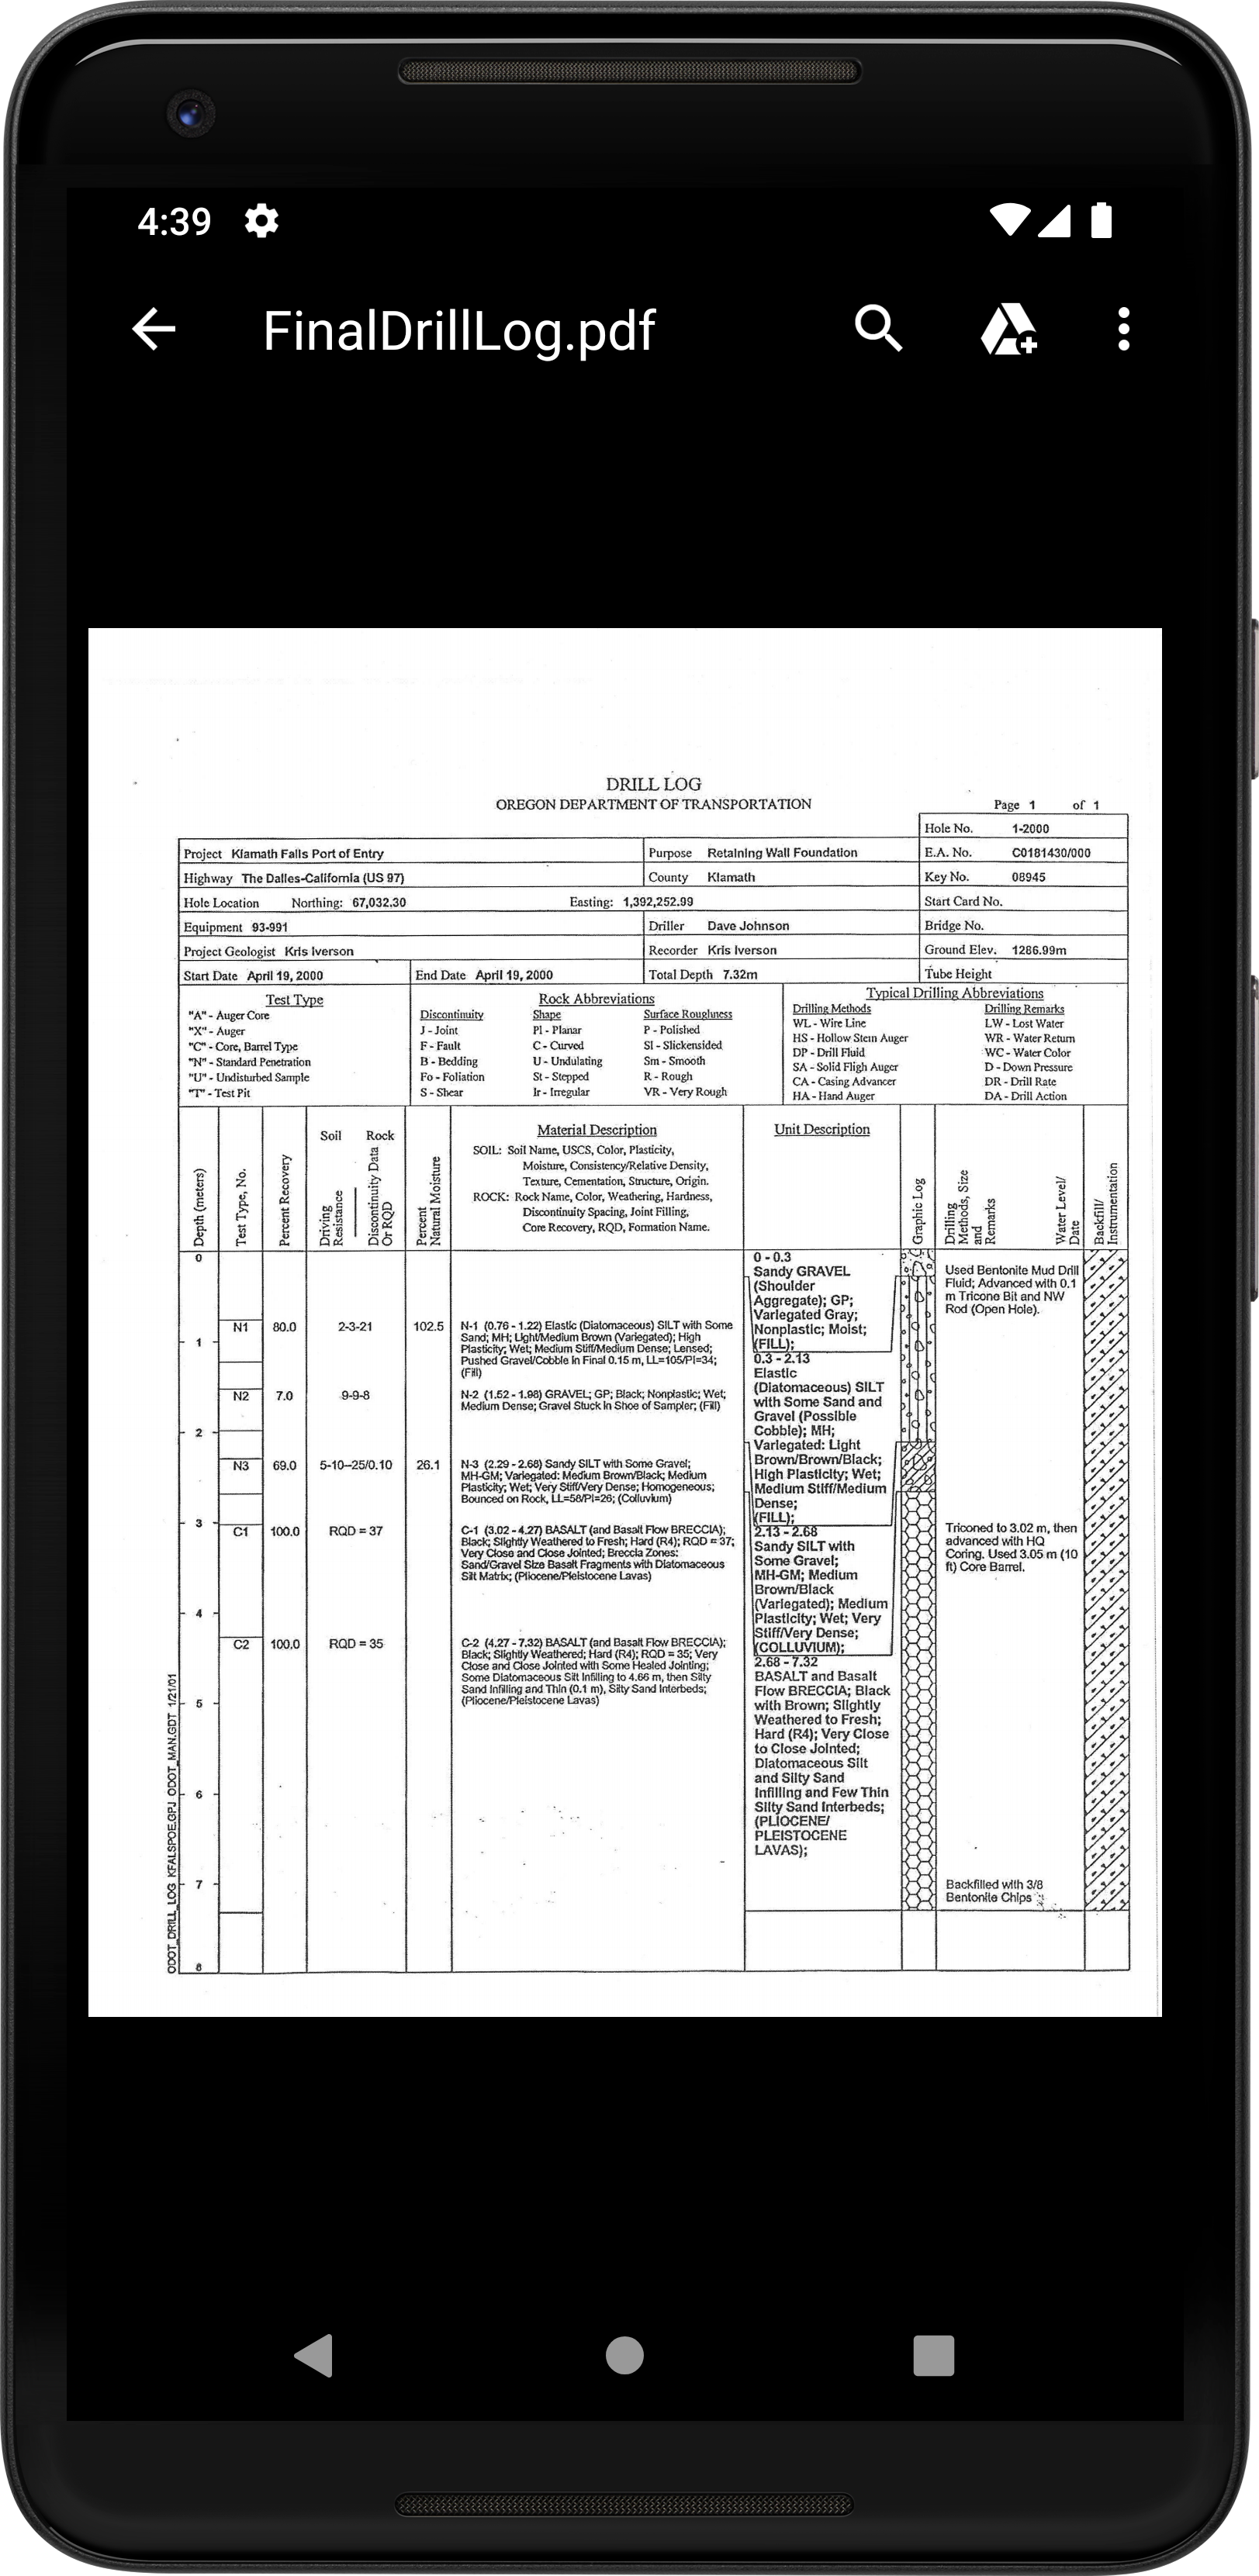 4:39
FinalDrillLog.pdf
DRILL LOG
OREGON DEPARTMENT OF TRANSPORTATION
Page 1 of 1
Hole No. 1-2000
Project Klamath Falls Port of Entry
Purpose Retaining Wall Foundation
E.A. No. C0181430/000
Highway The Dalles-California (US 97)
County Klamath
Key No. 08945
Hole Location Northing: 67,032.30 Easting: 1,392,252.99
Start Card No.
Equipment 93-991
Driller Dave Johnson
Bridge No.
Project Geologist Kris Iverson
Recorder Kris Iverson
Ground Elev. 1286.99m
Start Date April 19, 2000
End Date April 19, 2000
Total Depth 7.32m
Tube Height
Test Type
"A" - Auger Core
"X" - Auger
"C" - Core, Barrel Type
"N" - Standard Penetration
"U" - Undisturbed Sample
"T" - Test Pit
Rock Abbreviations
Discontinuity
J - Joint
F - Fault
B - Bedding
Fo - Foliation
S - Shear
Shape
Pl - Planar
C - Curved
U - Undulating
St - Stepped
Ir - Irregular
Surface Roughness
P - Polished
Sl - Slickensided
Sm - Smooth
R - Rough
VR - Very Rough
Typical Drilling Abbreviations
Drilling Methods
WL - Wire Line
HS - Hollow Stein Auger
DP - Drill Fluid
SA - Solid Fligh Auger
CA - Casing Advancer
HA - Hand Auger
Drilling Remarks
LW - Lost Water
WR - Water Return
WC - Water Color
D - Down Pressure
DR - Drill Rate
DA - Drill Action
Depth (meters)
Test Type, No.
Percent Recovery
Soil Rock
Driving
Resistance
Discontinuity Data
Or RQD
Percent
Natural Moisture
Material Description
SOIL: Soil Name, USCS, Color, Plasticity,
Moisture, Consistency/Relative Density,
Texture, Cementation, Structure, Origin.
ROCK: Rock Name, Color, Weathering, Hardness,
Discontinuity Spacing, Joint Filling,
Core Recovery, RQD, Formation Name.
Unit Description
Graphic Log
Drilling
Methods, Size
and
Remarks
Water Level/
Date
Backfill/
Instrumentation
0
1
2
3
4
5
6
7
8
N1 80.0 2-3-21 102.5
N-1 (0.76 - 1.22) Elastic (Diatomaceous) SILT with Some
Sand; MH; Light/Medium Brown (Variegated); High
Plasticity; Wet; Medium Stiff/Medium Dense; Lensed;
Pushed Gravel/Cobble in Final 0.15 m, LL=105/PI=34;
(Fill)
N2 7.0 9-9-8
N-2 (1.52 - 1.98) GRAVEL; GP; Black; Nonplastic; Wet;
Medium Dense; Gravel Stuck in Shoe of Sampler; (Fill)
N3 69.0 5-10--25/0.10 26.1
N-3 (2.29 - 2.68) Sandy SILT with Some Gravel;
MH-GM; Variegated: Medium Brown/Black; Medium
Plasticity; Wet; Very Stiff/Very Dense; Homogeneous;
Bounced on Rock, LL=58/PI=26; (Colluvium)
C1 100.0 RQD = 37
C-1 (3.02 - 4.27) BASALT (and Basalt Flow BRECCIA);
Black; Slightly Weathered to Fresh; Hard (R4); RQD = 37;
Very Close and Close Jointed; Breccia Zones:
Sand/Gravel Size Basalt Fragments with Diatomaceous
Silt Matrix; (Pliocene/Pleistocene Lavas)
C2 100.0 RQD = 35
C-2 (4.27 - 7.32) BASALT (and Basalt Flow BRECCIA);
Black; Slightly Weathered; Hard (R4); RQD = 35; Very
Close and Close Jointed with Some Healed Jointing;
Some Diatomaceous Silt Infilling to 4.66 m, then Silty
Sand Infilling and Thin (0.1 m), Silty Sand Interbeds;
(Pliocene/Pleistocene Lavas)
0 - 0.3
Sandy GRAVEL
(Shoulder
Aggregate); GP;
Variegated Gray;
Nonplastic; Moist;
(FILL);
0.3 - 2.13
Elastic
(Diatomaceous) SILT
with Some Sand and
Gravel (Possible
Cobble); MH;
Variegated: Light
Brown/Brown/Black;
High Plasticity; Wet;
Medium Stiff/Medium
Dense;
(FILL);
2.13 - 2.68
Sandy SILT with
Some Gravel;
MH-GM; Medium
Brown/Black
(Variegated); Medium
Plasticity; Wet; Very
Stiff/Very Dense;
(COLLUVIUM);
2.68 - 7.32
BASALT and Basalt
Flow BRECCIA; Black
with Brown; Slightly
Weathered to Fresh;
Hard (R4); Very Close
to Close Jointed;
Diatomaceous Silt
and Silty Sand
Infilling and Few Thin
Silty Sand Interbeds;
(PLIOCENE/
PLEISTOCENE
LAVAS);
Used Bentonite Mud Drill
Fluid; Advanced with 0.1
m Tricone Bit and NW
Rod (Open Hole).
Triconed to 3.02 m, then
advanced with HQ
Coring. Used 3.05 m (10
ft) Core Barrel.
Backfilled with 3/8
Bentonite Chips
ODOT_DRILL_LOG KFALSPOE.GPJ ODOT_MAN.GDT 1/21/01